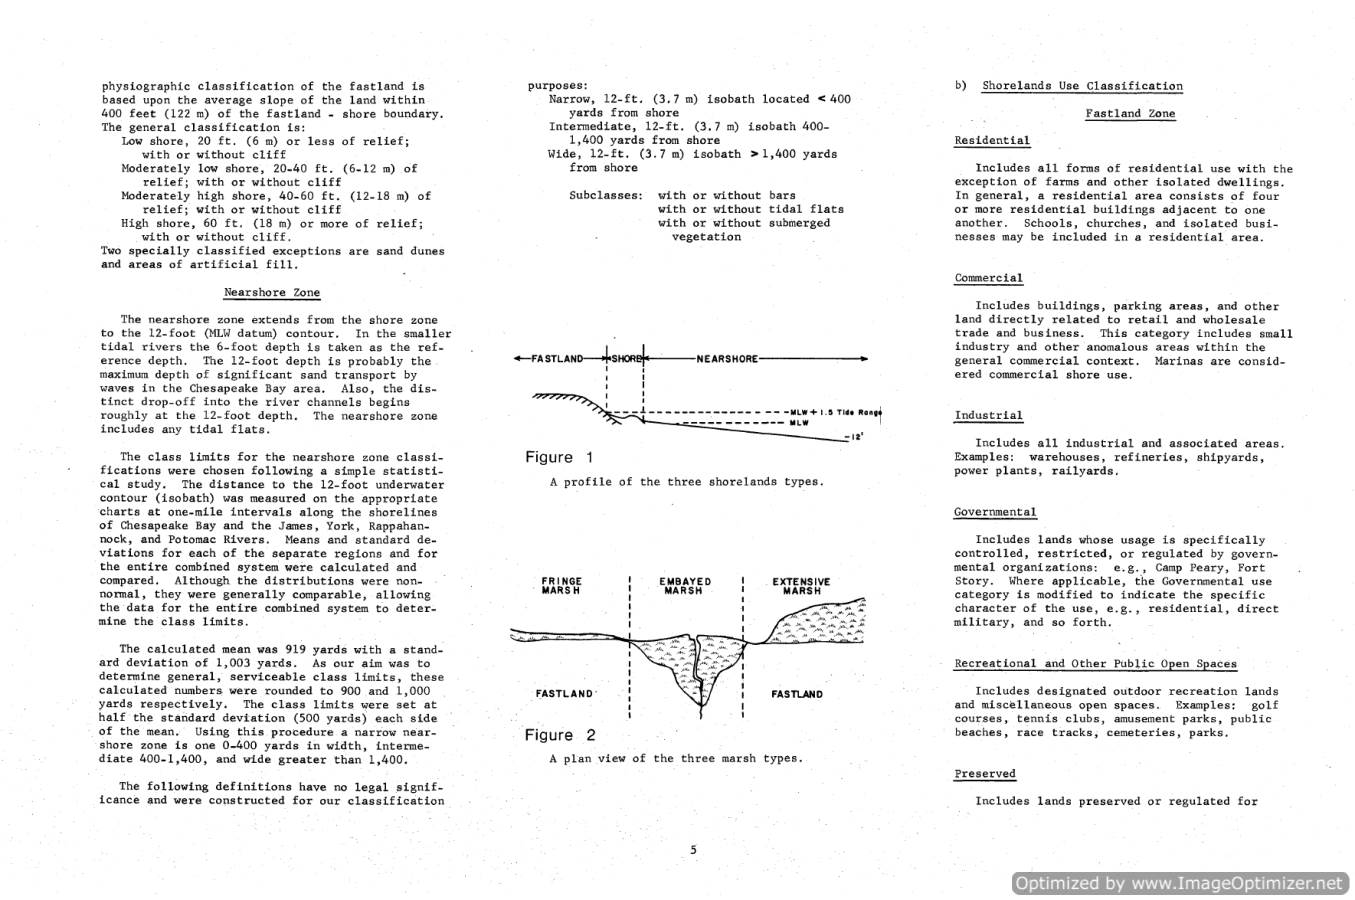 physiographic classification of the fastland is
based upon the average slope of the land within
400 feet (122 m) of the fastland - shore boundary.
The general classification is:
Low shore, 20 ft. (6 m) or less of relief;
with or without cliff
Moderately low shore, 20-40 ft. (6-12 m) of
relief; with or without cliff
Moderately high shore, 40-60 ft. (12-18 m) of
relief; with or without cliff
High shore, 60 ft. (18 m) or more of relief;
with or without cliff.
Two specially classified exceptions are sand dunes
and areas of artificial fill.
Nearshore Zone
The nearshore zone extends from the shore zone
to the 12-foot (MLW datum) contour. In the smaller
tidal rivers the 6-foot depth is taken as the ref-
erence depth. The 12-foot depth is probably the
maximum depth of significant sand transport by
waves in the Chesapeake Bay area. Also, the dis-
tinct drop-off into the river channels begins
roughly at the 12-foot depth. The nearshore zone
includes any tidal flats.
The class limits for the nearshore zone classi-
fications were chosen following a simple statisti-
cal study. The distance to the 12-foot underwater
contour (isobath) was measured on the appropriate
charts at one-mile intervals along the shorelines
of Chesapeake Bay and the James, York, Rappahan-
nock, and Potomac Rivers. Means and standard de-
viations for each of the separate regions and for
the entire combined system were calculated and
compared. Although the distributions were non-
normal, they were generally comparable, allowing
the data for the entire combined system to deter-
mine the class limits.
The calculated mean was 919 yards with a stand-
ard deviation of 1,003 yards. As our aim was to
determine general, serviceable class limits, these
calculated numbers were rounded to 900 and 1,000
yards respectively. The class limits were set at
half the standard deviation (500 yards) each side
of the mean. Using this procedure a narrow near-
shore zone is one 0-400 yards in width, interme-
diate 400-1,400, and wide greater than 1,400.
The following definitions have no legal signif-
icance and were constructed for our classification
purposes:
Narrow, 12-ft. (3.7 m) isobath located < 400
yards from shore
Intermediate, 12-ft. (3.7 m) isobath 400-
1,400 yards from shore
Wide, 12-ft. (3.7 m) isobath > 1,400 yards
from shore
Subclasses: with or without bars
with or without tidal flats
with or without submerged
vegetation
FASTLAND SHORE NEARSHORE
MLW + 1.5 Tide Range
MLW
-12'
Figure 1
A profile of the three shorelands types.
FRINGE MARSH
EMBAYED MARSH
EXTENSIVE MARSH
FASTLAND FASTLAND
Figure 2
A plan view of the three marsh types.
b) Shorelands Use Classification
Fastland Zone
Residential
Includes all forms of residential use with the
exception of farms and other isolated dwellings.
In general, a residential area consists of four
or more residential buildings adjacent to one
another. Schools, churches, and isolated busi-
nesses may be included in a residential area.
Commercial
Includes buildings, parking areas, and other
land directly related to retail and wholesale
trade and business. This category includes small
industry and other anomalous areas within the
general commercial context. Marinas are consid-
ered commercial shore use.
Industrial
Includes all industrial and associated areas.
Examples: warehouses, refineries, shipyards,
power plants, railyards.
Governmental
Includes lands whose usage is specifically
controlled, restricted, or regulated by govern-
mental organizations: e.g., Camp Peary, Fort
Story. Where applicable, the Governmental use
category is modified to indicate the specific
character of the use, e.g., residential, direct
military, and so forth.
Recreational and Other Public Open Spaces
Includes designated outdoor recreation lands
and miscellaneous open spaces. Examples: golf
courses, tennis clubs, amusement parks, public
beaches, race tracks, cemeteries, parks.
Preserved
Includes lands preserved or regulated for
5
Optimized by www.ImageOptimizer.net